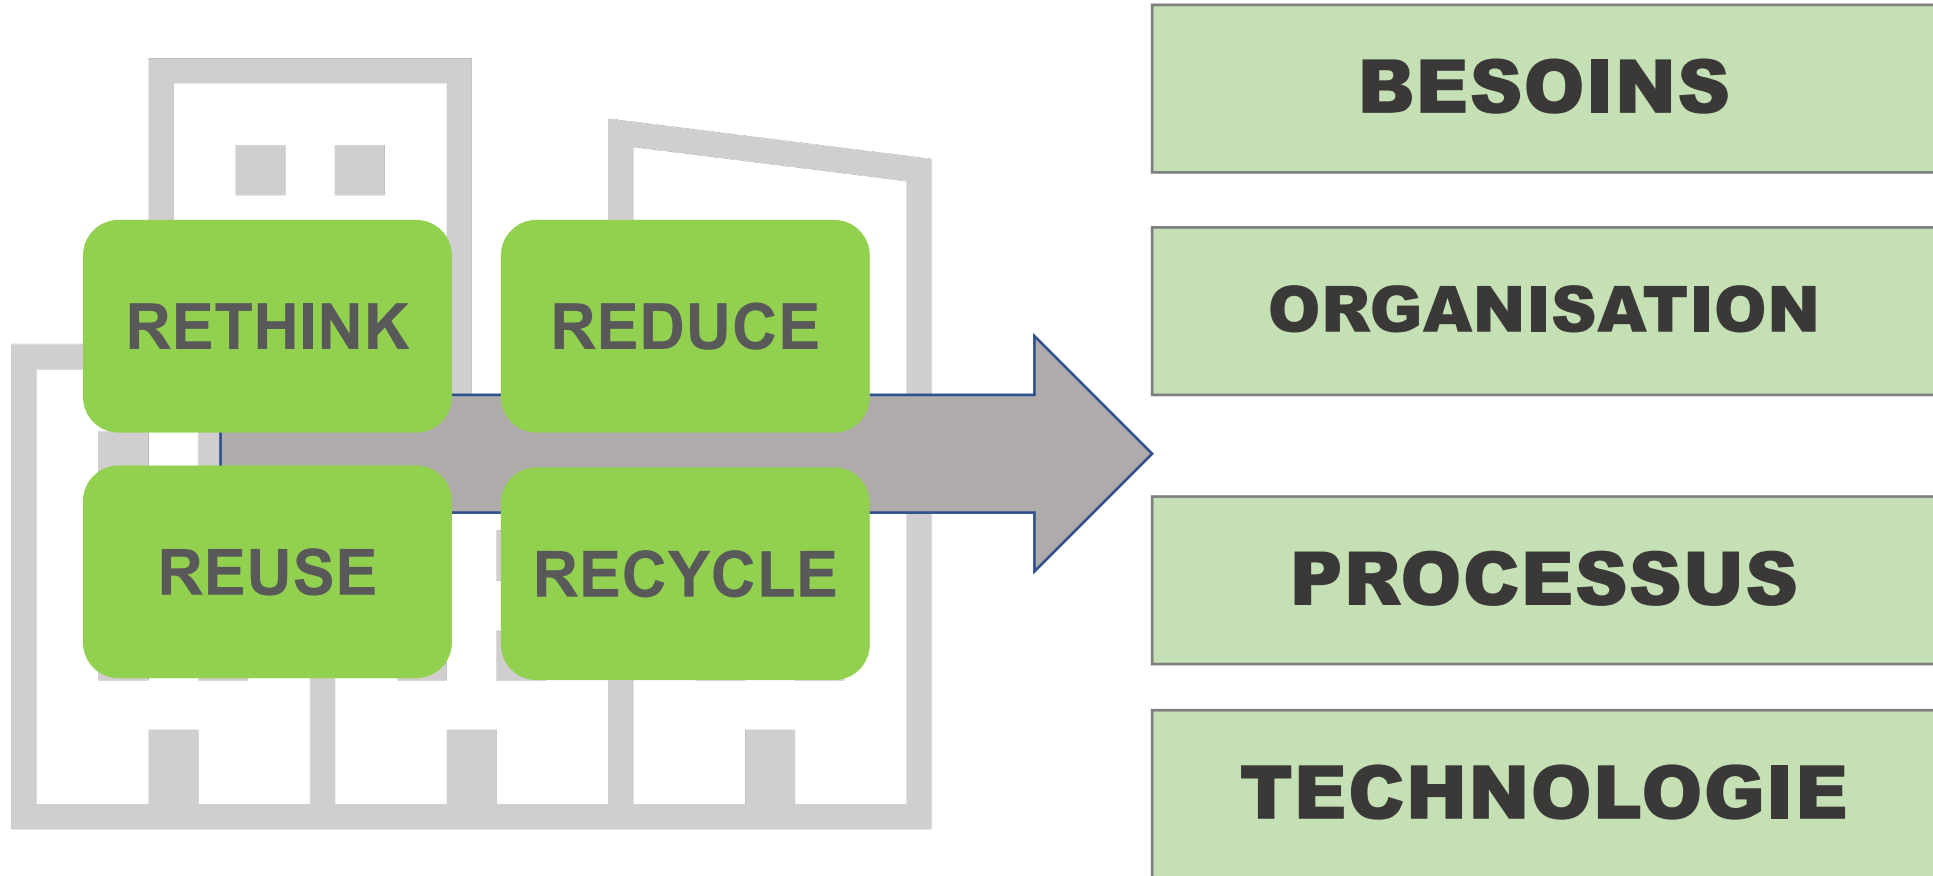 RETHINK
REDUCE
REUSE
RECYCLE
BESOINS
ORGANISATION
PROCESSUS
TECHNOLOGIE